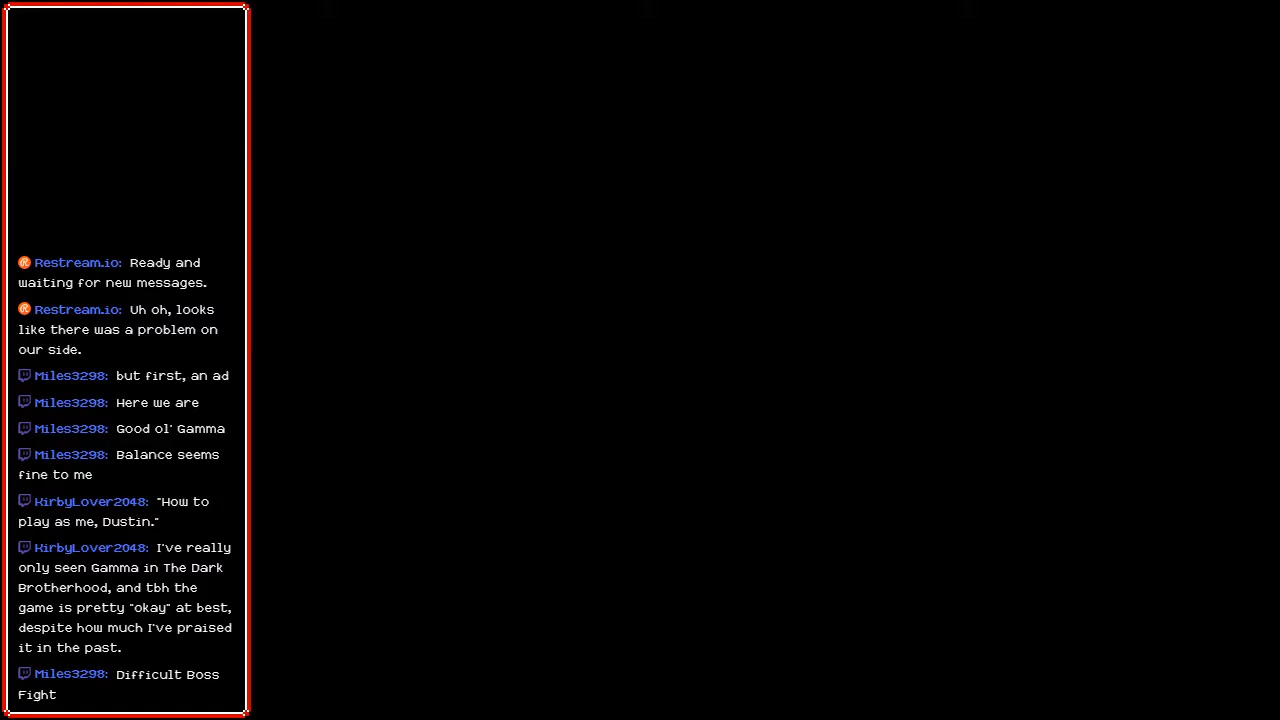 Restream.io: Ready and
waiting for new messages.
Restream.io: Uh oh, looks
like there was a problem on
our side.
Miles3298: but first, an ad
Miles3298: Here we are
Miles3298: Good ol' Gamma
Miles3298: Balance seems
fine to me
KirbyLover2048: "How to
play as me, Dustin."
KirbyLover2048: I've really
only seen Gamma in The Dark
Brotherhood, and tbh the
game is pretty "okay" at best,
despite how much I've praised
it in the past.
Miles3298: Difficult Boss
Fight